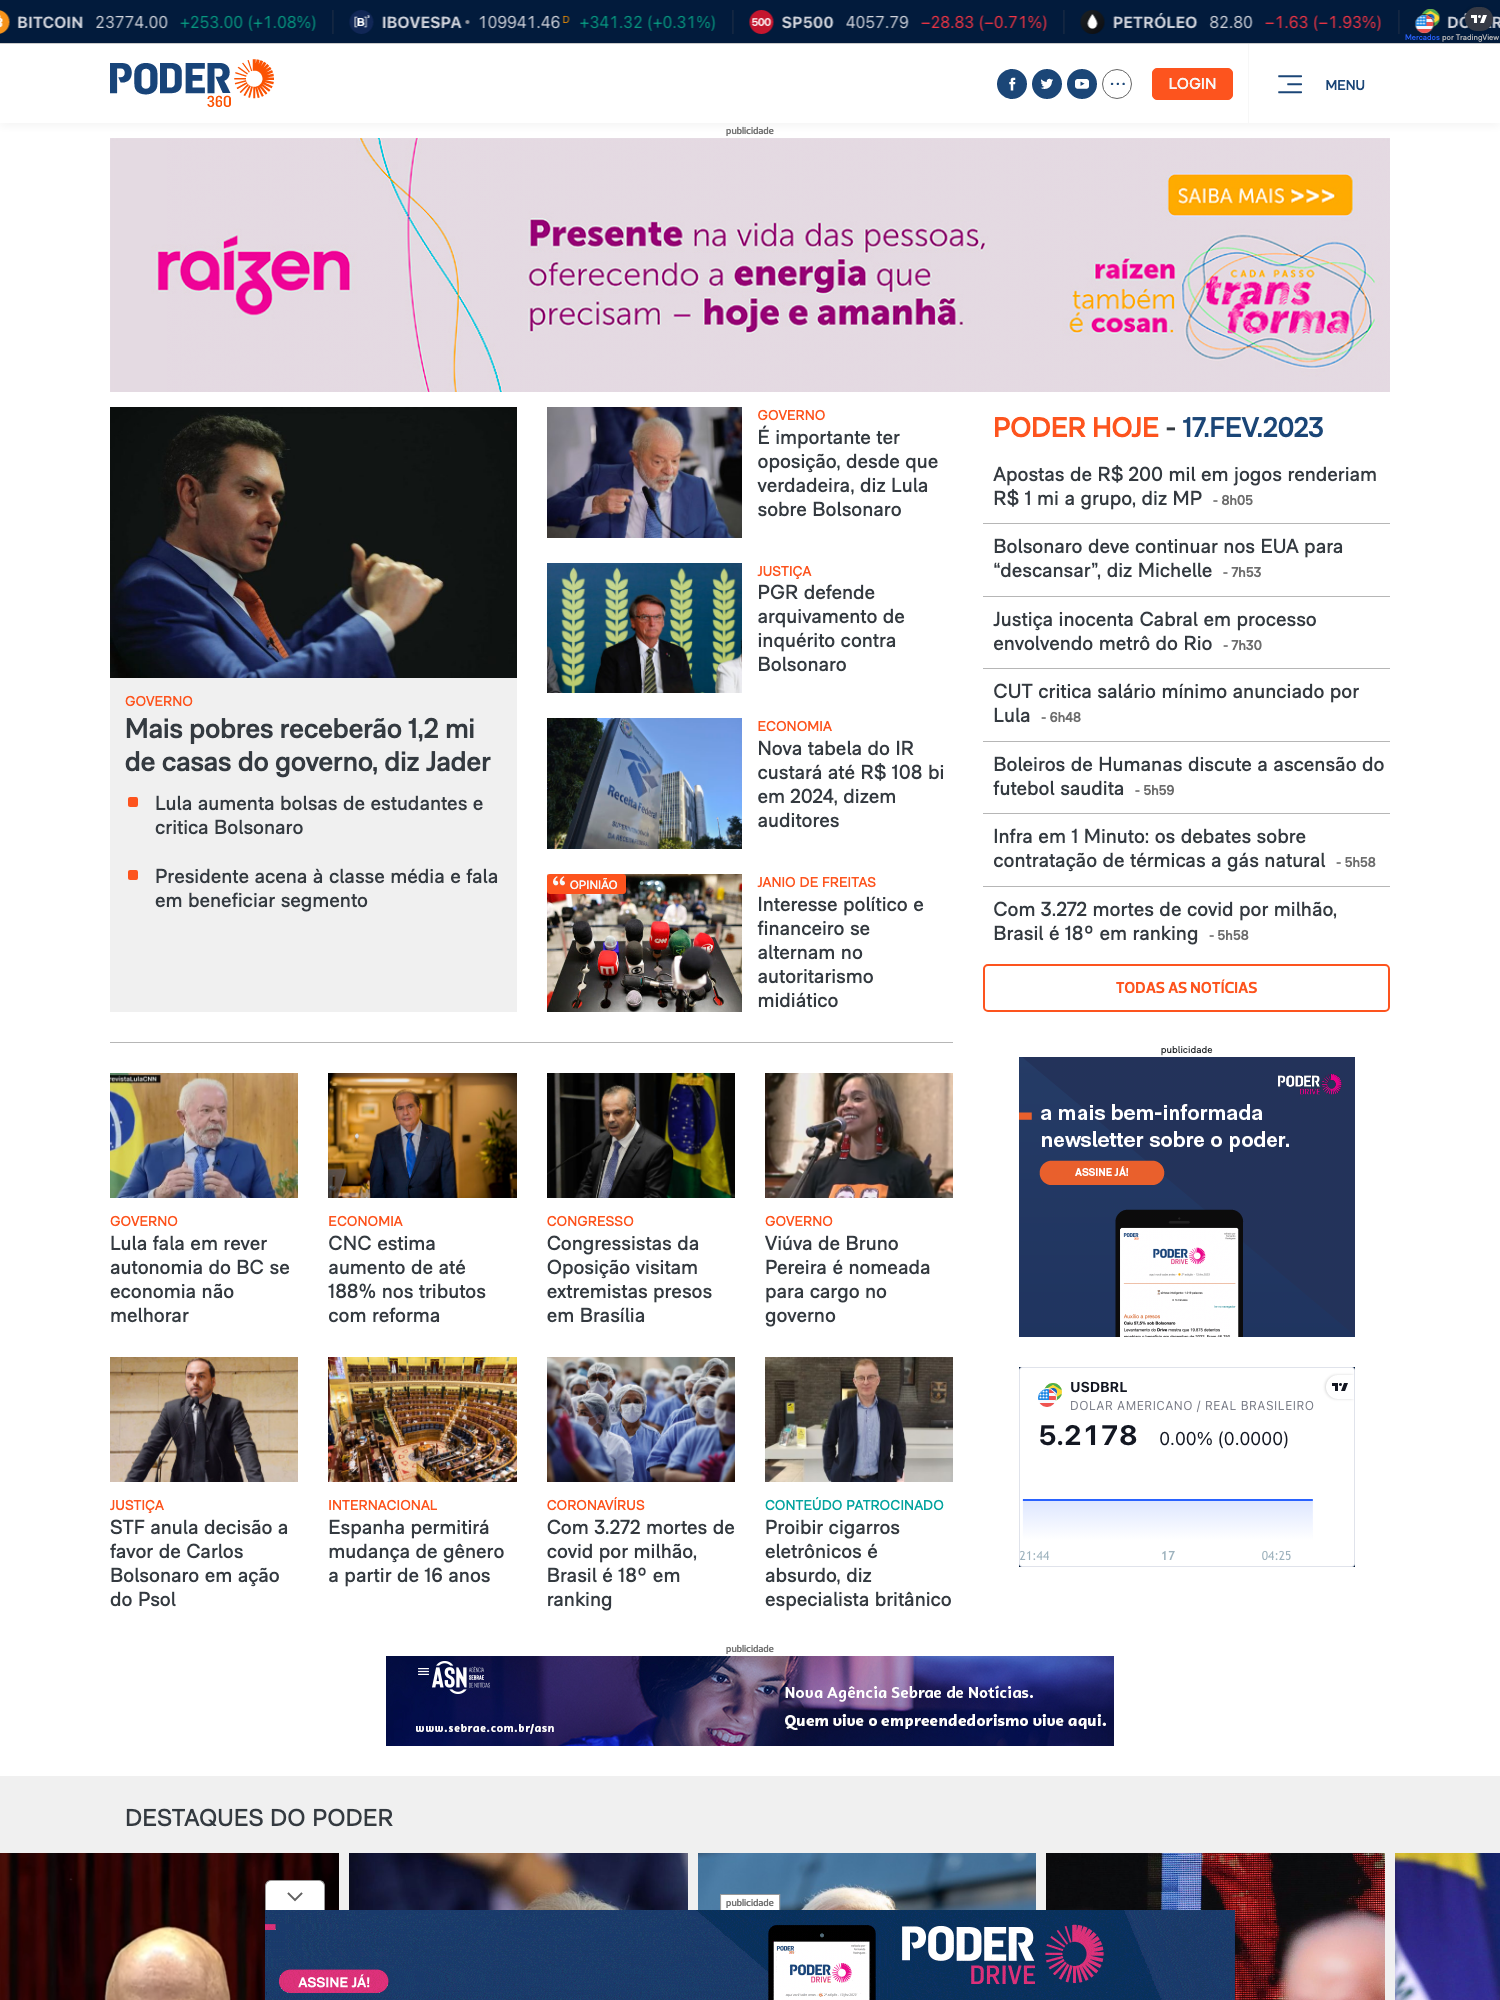 BITCOIN 23774.00 +253.00 (+1.08%) IBOVESPA 109941.46 D +341.32 (+0.31%) 500 SP500 4057.79 −28.83 (−0.71%) PETRÓLEO 82.80 −1.63 (−1.93%)
Mercados por TradingView
PODER
360
LOGIN
MENU
publicidade
raízen
Presente na vida das pessoas,
oferecendo a energia que
precisam – hoje e amanhã.
SAIBA MAIS >>>
raízen
também
é cosan.
CADA PASSO
trans
forma
GOVERNO
Mais pobres receberão 1,2 mi
de casas do governo, diz Jader
Lula aumenta bolsas de estudantes e
critica Bolsonaro
Presidente acena à classe média e fala
em beneficiar segmento
GOVERNO
É importante ter
oposição, desde que
verdadeira, diz Lula
sobre Bolsonaro
JUSTIÇA
PGR defende
arquivamento de
inquérito contra
Bolsonaro
Receita Federal
ECONOMIA
Nova tabela do IR
custará até R$ 108 bi
em 2024, dizem
auditores
OPINIÃO
JANIO DE FREITAS
Interesse político e
financeiro se
alternam no
autoritarismo
midiático
PODER HOJE - 17.FEV.2023
Apostas de R$ 200 mil em jogos renderiam
R$ 1 mi a grupo, diz MP - 8h05
Bolsonaro deve continuar nos EUA para
“descansar”, diz Michelle - 7h53
Justiça inocenta Cabral em processo
envolvendo metrô do Rio - 7h30
CUT critica salário mínimo anunciado por
Lula - 6h48
Boleiros de Humanas discute a ascensão do
futebol saudita - 5h59
Infra em 1 Minuto: os debates sobre
contratação de térmicas a gás natural - 5h58
Com 3.272 mortes de covid por milhão,
Brasil é 18º em ranking - 5h58
TODAS AS NOTÍCIAS
GOVERNO
Lula fala em rever
autonomia do BC se
economia não
melhorar
ECONOMIA
CNC estima
aumento de até
188% nos tributos
com reforma
CONGRESSO
Congressistas da
Oposição visitam
extremistas presos
em Brasília
GOVERNO
Viúva de Bruno
Pereira é nomeada
para cargo no
governo
publicidade
PODER
DRIVE
a mais bem-informada
newsletter sobre o poder.
ASSINE JÁ!
PODER
DRIVE
JUSTIÇA
STF anula decisão a
favor de Carlos
Bolsonaro em ação
do Psol
INTERNACIONAL
Espanha permitirá
mudança de gênero
a partir de 16 anos
CORONAVÍRUS
Com 3.272 mortes de
covid por milhão,
Brasil é 18º em
ranking
CONTEÚDO PATROCINADO
Proibir cigarros
eletrônicos é
absurdo, diz
especialista britânico
USDBRL
DOLAR AMERICANO / REAL BRASILEIRO
5.2178 0.00% (0.0000)
21:44 17 04:25
publicidade
ASN AGÊNCIA SEBRAE DE NOTÍCIAS
www.sebrae.com.br/asn
Nova Agência Sebrae de Notícias.
Quem vive o empreendedorismo vive aqui.
DESTAQUES DO PODER
publicidade
ASSINE JÁ!
PODER
DRIVE
PODER
DRIVE